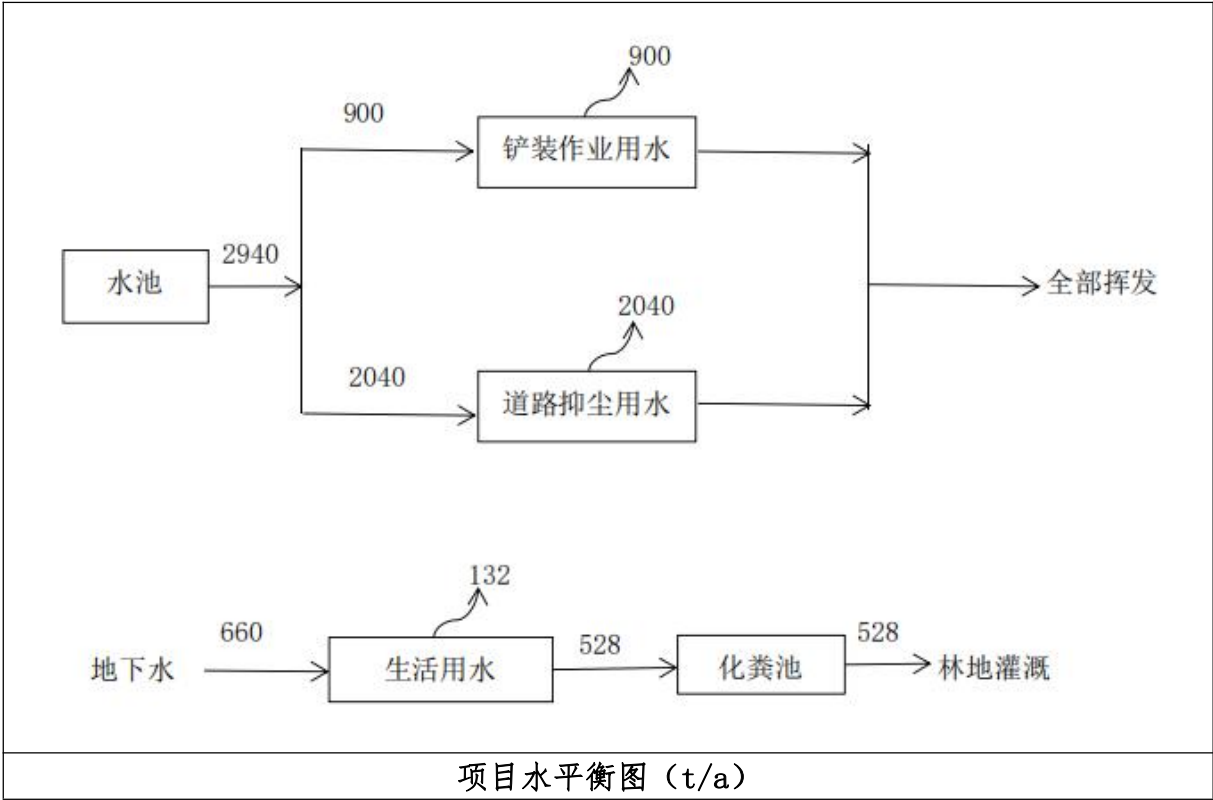 900
900
铲装作业用水
2940
水池
全部挥发
2040
2040
道路抑尘用水
132
660
528
528
地下水
生活用水
化粪池
林地灌溉
项目水平衡图（t/a）